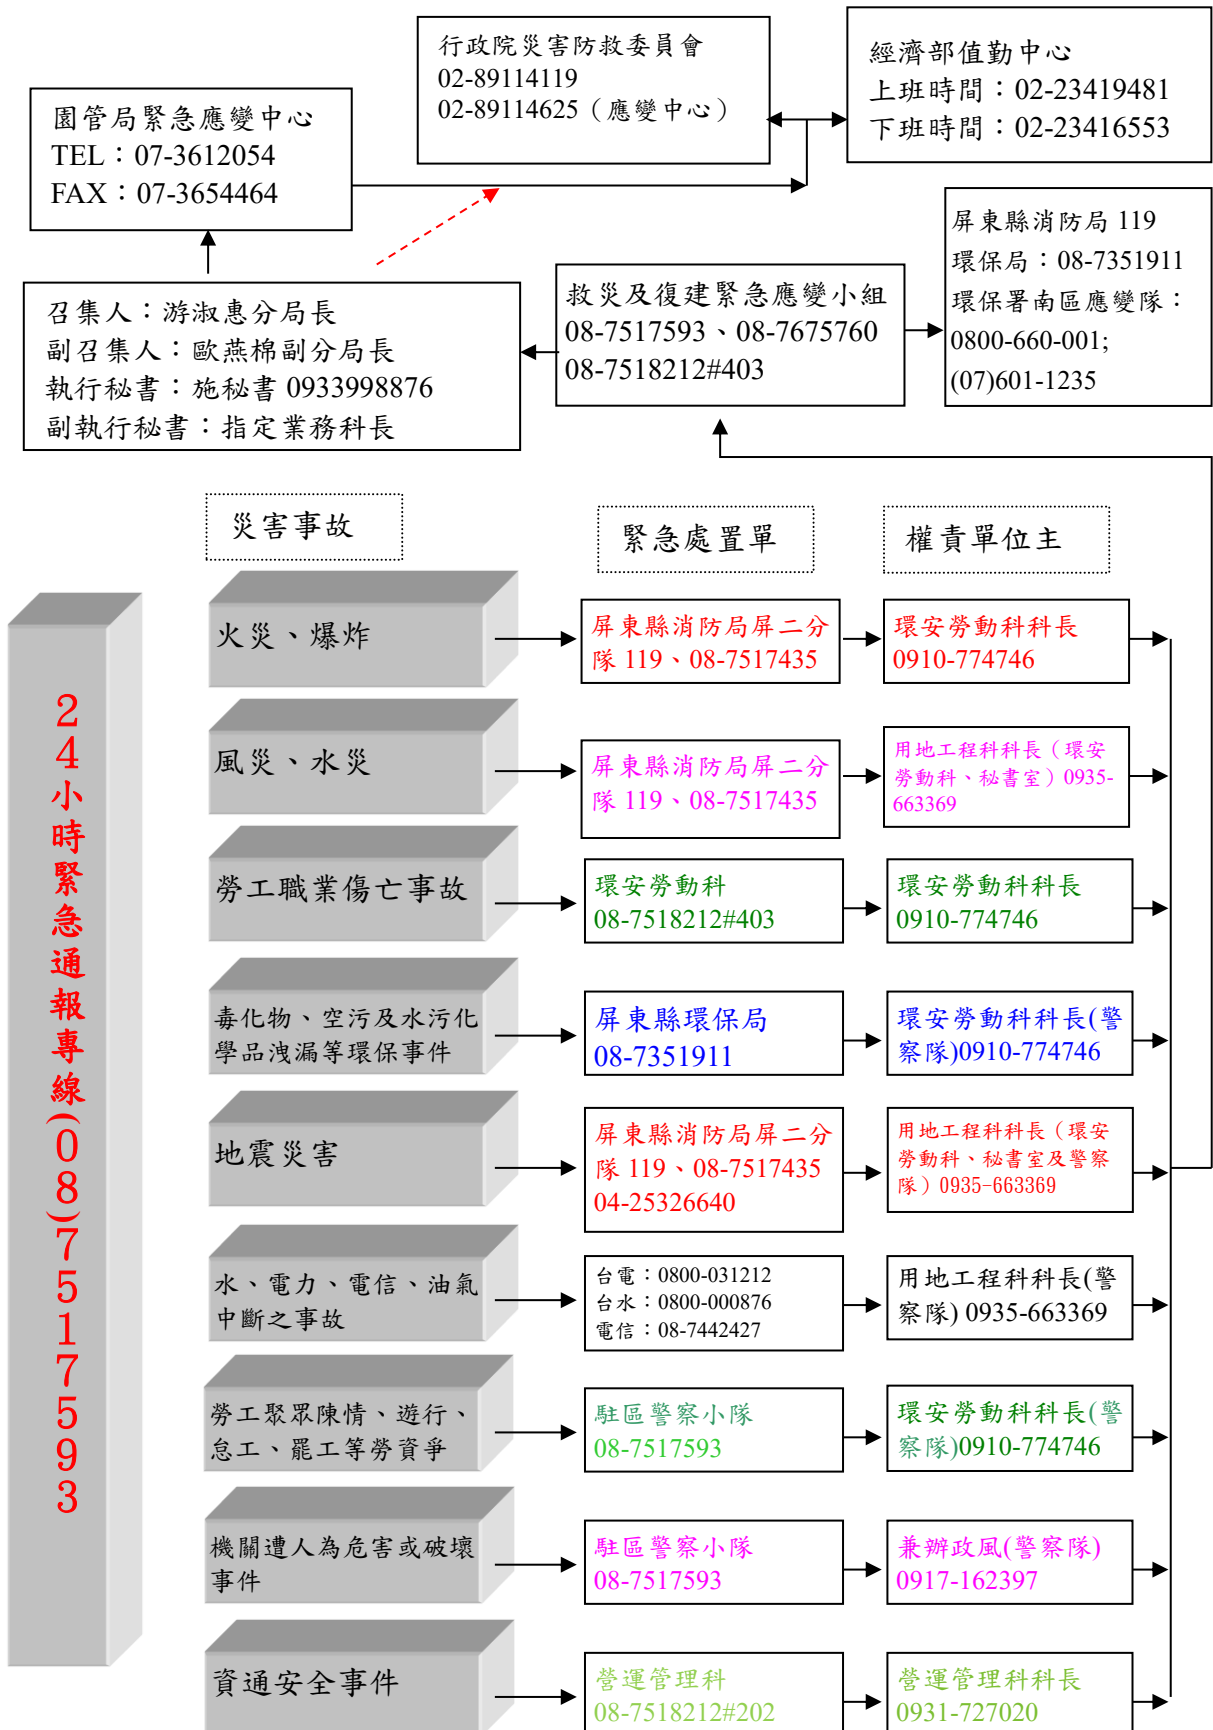 行政院災害防救委員會
02-89114119
02-89114625（應變中心）
經濟部值勤中心
上班時間：02-23419481
下班時間：02-23416553
園管局緊急應變中心
TEL：07-3612054
FAX：07-3654464
屏東縣消防局 119
環保局：08-7351911
環保署南區應變隊：
0800-660-001;
(07)601-1235
救災及復建緊急應變小組
08-7517593、08-7675760
08-7518212#403
召集人：游淑惠分局長
副召集人：歐燕棉副分局長
執行秘書：施秘書 0933998876
副執行秘書：指定業務科長
災害事故
緊急處置單
權責單位主
24小時緊急通報專線(08)7517593
火災、爆炸
屏東縣消防局屏二分
隊 119、08-7517435
環安勞動科科長
0910-774746
風災、水災
屏東縣消防局屏二分
隊 119、08-7517435
用地工程科科長（環安
勞動科、秘書室）0935-
663369
勞工職業傷亡事故
環安勞動科
08-7518212#403
環安勞動科科長
0910-774746
毒化物、空污及水污化
學品洩漏等環保事件
屏東縣環保局
08-7351911
環安勞動科科長(警
察隊)0910-774746
地震災害
屏東縣消防局屏二分
隊 119、08-7517435
04-25326640
用地工程科科長（環安
勞動科、秘書室及警察
隊）0935-663369
水、電力、電信、油氣
中斷之事故
台電：0800-031212
台水：0800-000876
電信：08-7442427
用地工程科科長(警
察隊) 0935-663369
勞工聚眾陳情、遊行、
怠工、罷工等勞資爭
駐區警察小隊
08-7517593
環安勞動科科長(警
察隊)0910-774746
機關遭人為危害或破壞
事件
駐區警察小隊
08-7517593
兼辦政風(警察隊)
0917-162397
資通安全事件
營運管理科
08-7518212#202
營運管理科科長
0931-727020